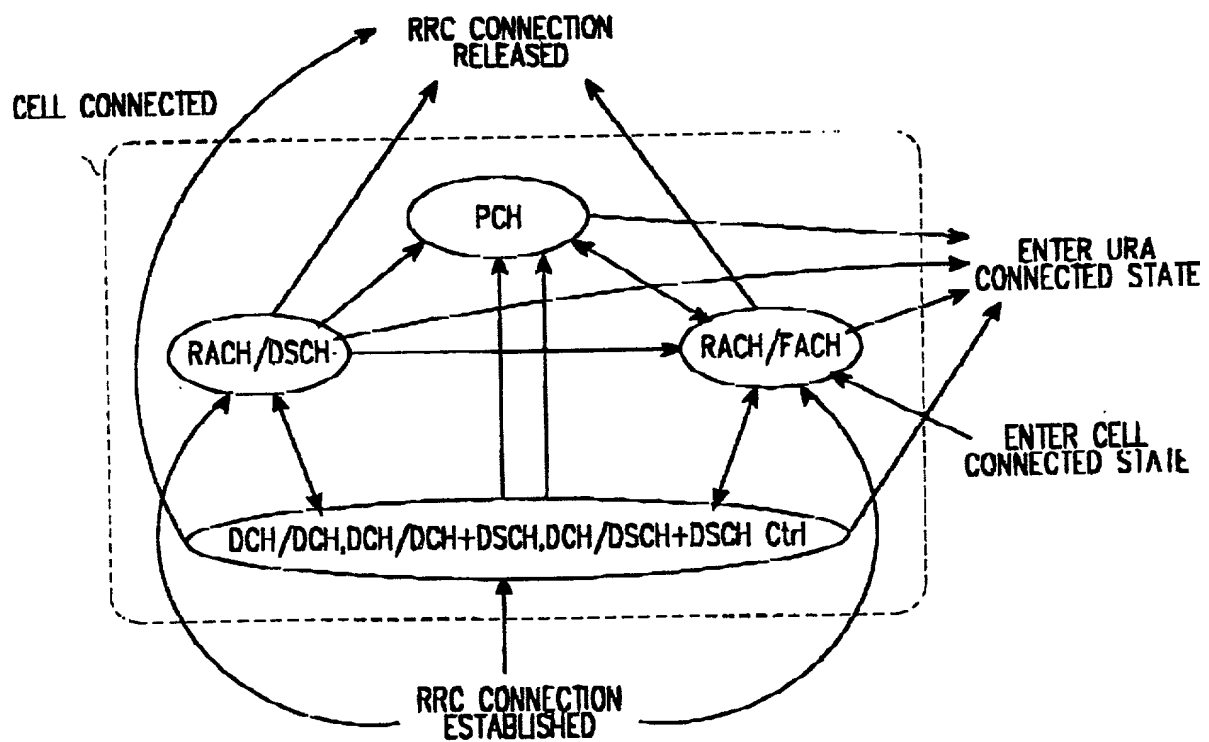 RRC CONNECTION
RELEASED
CELL CONNECTED
PCH
ENTER URA
CONNECTED STATE
RACH/DSCH
RACH/FACH
ENTER CELL
CONNECTED STATE
DCH/DCH,DCH/DCH+DSCH,DCH/DSCH+DSCH Ctrl
RRC CONNECTION
ESTABLISHED